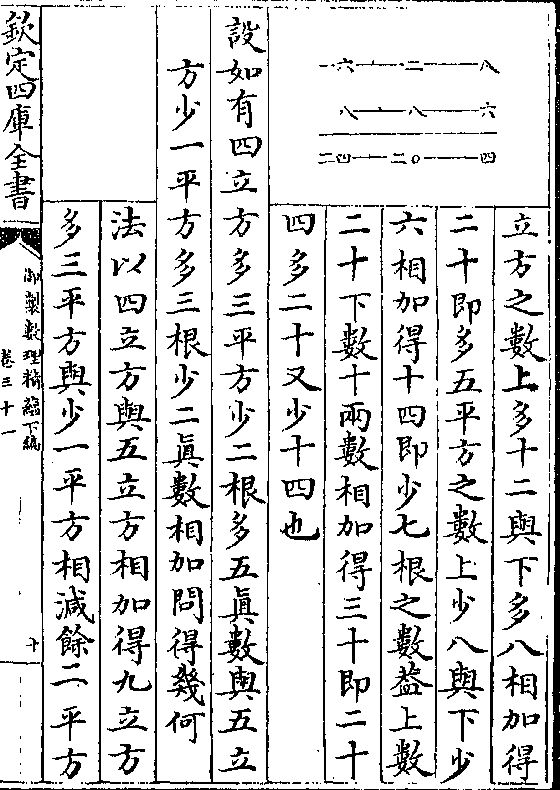 一六 一 二 一 八
八 一 八 一 六
二四 一 二〇 一 四
立方之數上多十二與下多八相加得
二十即多五平方之數上少八與下少
六相加得十四即少七根之數葢上數
二十下數十兩數相加得三十即二十
四多二十又少十四也
設如有四立方多三平方少二根多五眞數與五立
方少一平方多三根少二眞數相加問得幾何
法以四立方與五立方相加得九立方
多三平方與少一平方相減餘二平方
欽定四庫全書
御製數理精蘊下編
卷三十一
十